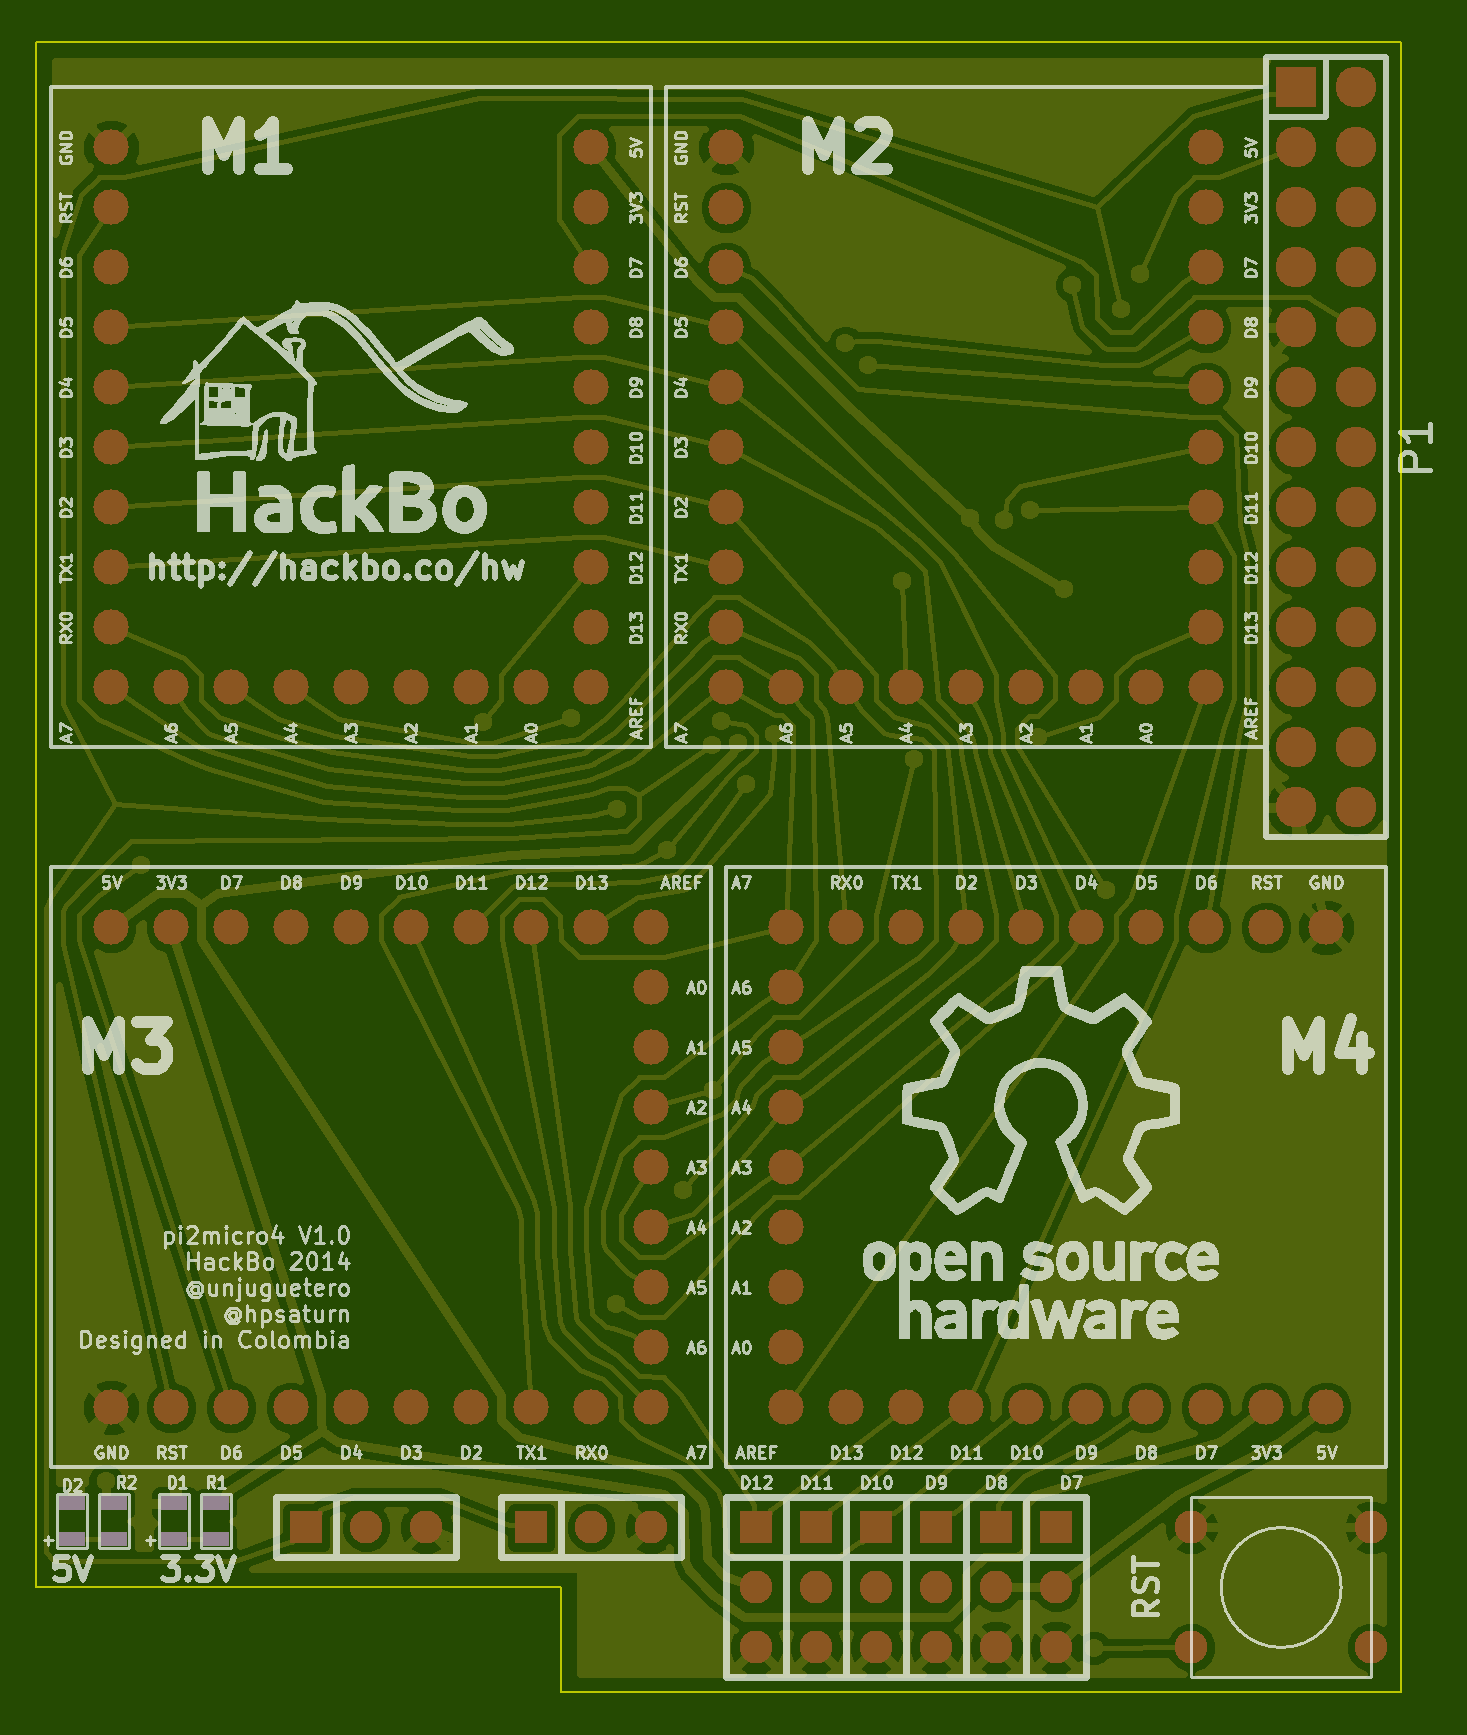 M1
M2
GND
RST
D6
D5
D4
D3
D2
TX1
RX0
A7
A6
A5
A4
A3
A2
A1
A0
AREF
5V
3V3
D7
D8
D9
D10
D11
D12
D13
HackBo
http://hackbo.co/hw
GND
RST
D6
D5
D4
D3
D2
TX1
RX0
A7
A6
A5
A4
A3
A2
A1
A0
AREF
5V
3V3
D7
D8
D9
D10
D11
D12
D13
P1
5V 3V3 D7 D8 D9 D10 D11 D12 D13 AREF
A0
A1
A2
A3
A4
A5
A6
A7
M3
pi2micro4 V1.0
HackBo 2014
@unjuguetero
@hpsaturn
Designed in Colombia
GND RST D6 D5 D4 D3 D2 TX1 RX0
A7 RX0 TX1 D2 D3 D4 D5 D6 RST GND
A6
A5
A4
A3
A2
A1
A0
M4
open source
hardware
AREF D13 D12 D11 D10 D9 D8 D7 3V3 5V
D2 R2 D1 R1
+ +
5V 3.3V
D12 D11 D10 D9 D8 D7
RST